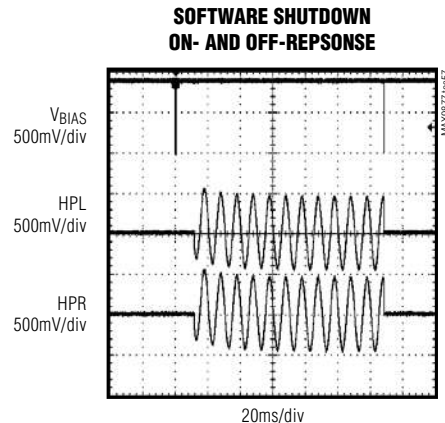 SOFTWARE SHUTDOWN
ON- AND OFF-REPSONSE
VBIAS
500mV/div
HPL
500mV/div
HPR
500mV/div
20ms/div